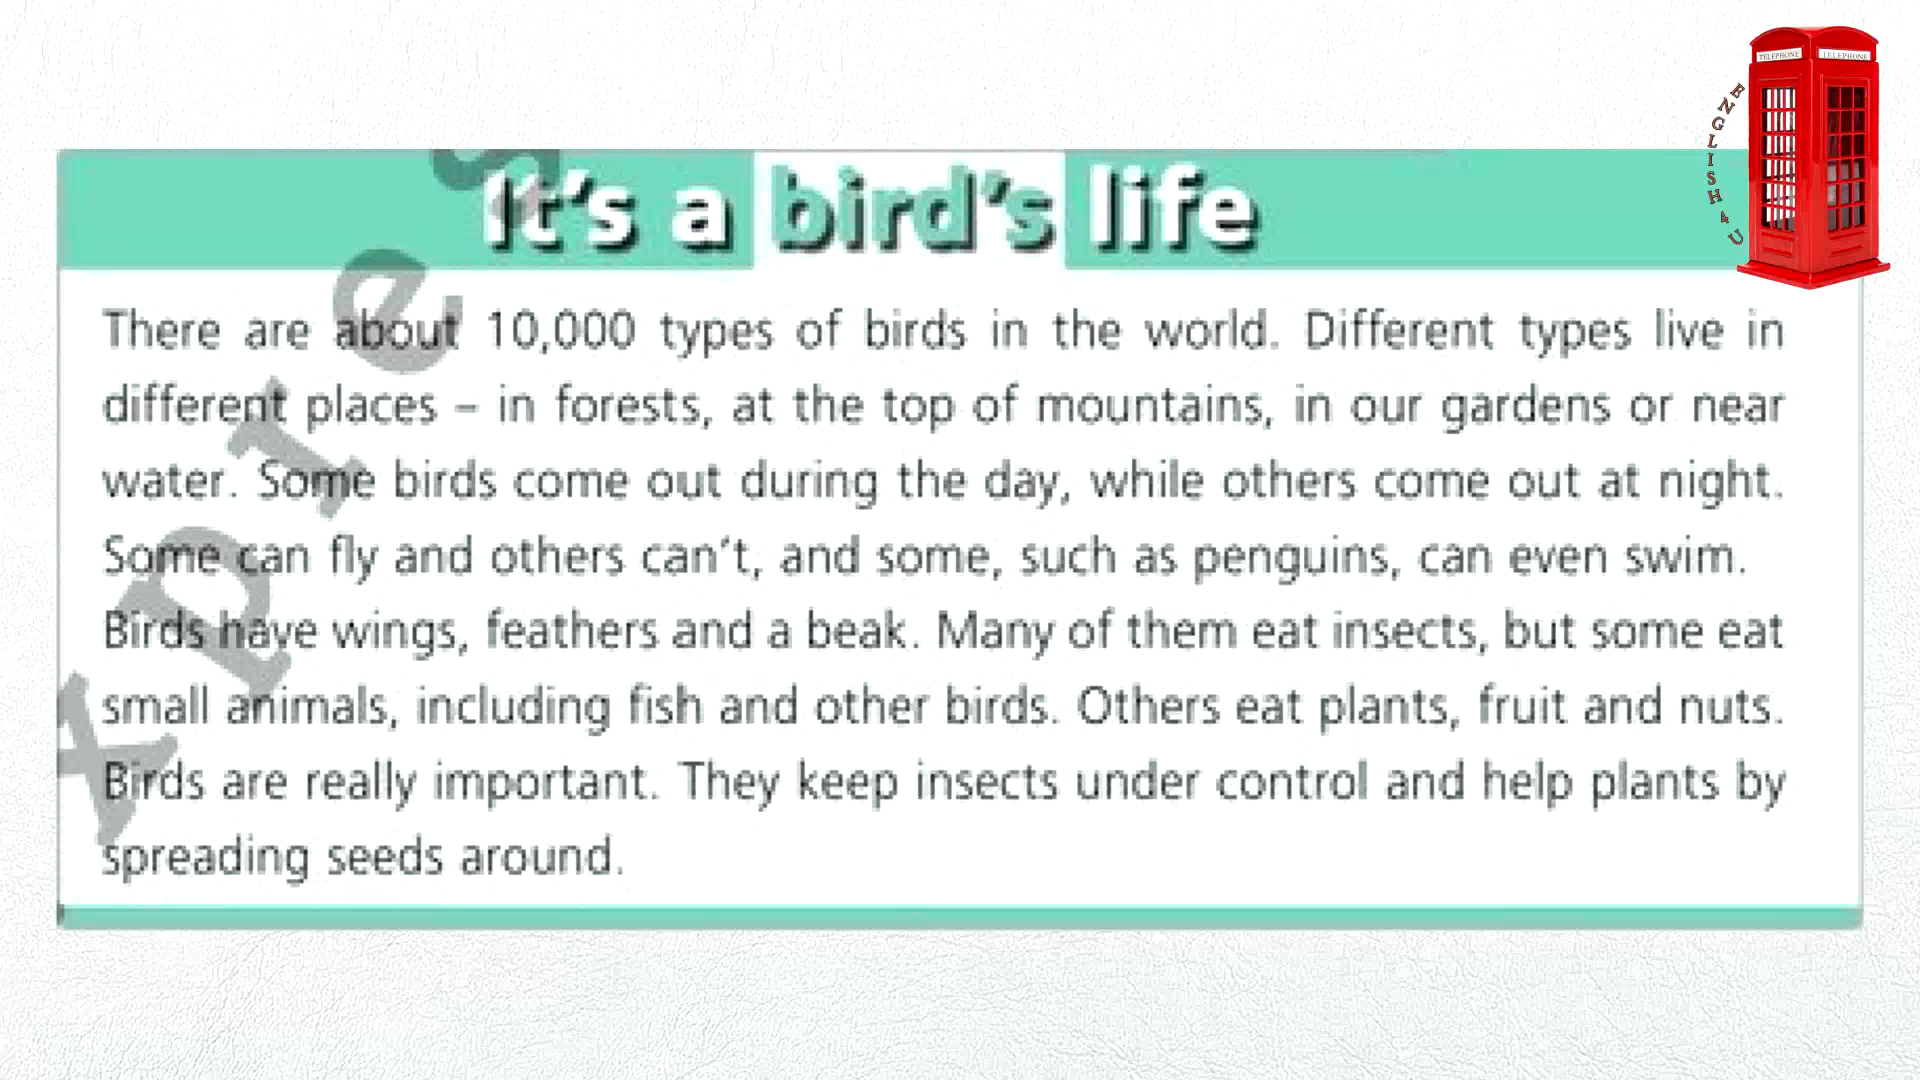 TELEPHONE TELEPHONE
ENGLISH 4 U
It's a bird's life
There are about 10,000 types of birds in the world. Different types live in
different places – in forests, at the top of mountains, in our gardens or near
water. Some birds come out during the day, while others come out at night.
Some can fly and others can't, and some, such as penguins, can even swim.
Birds have wings, feathers and a beak. Many of them eat insects, but some eat
small animals, including fish and other birds. Others eat plants, fruit and nuts.
Birds are really important. They keep insects under control and help plants by
spreading seeds around.